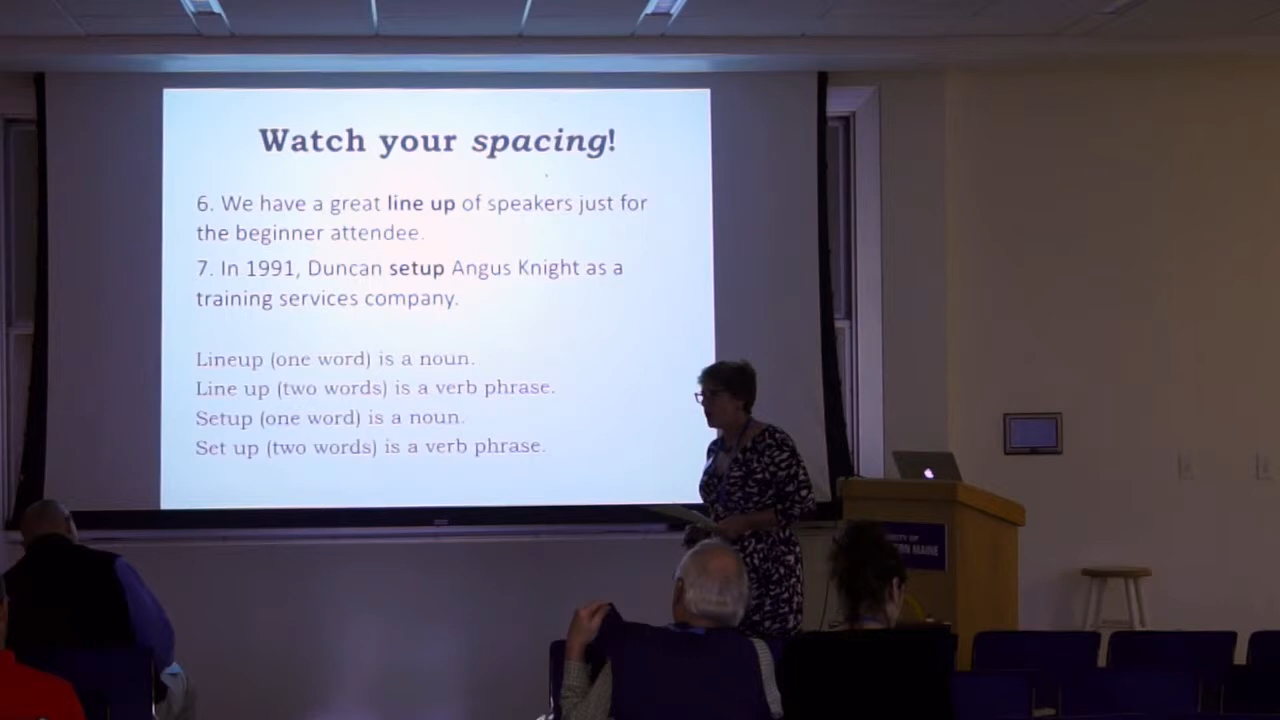 Watch your spacing!
6. We have a great line up of speakers just for
the beginner attendee.
7. In 1991, Duncan setup Angus Knight as a
training services company.
Lineup (one word) is a noun.
Line up (two words) is a verb phrase.
Setup (one word) is a noun.
Set up (two words) is a verb phrase.
OF
MAINE